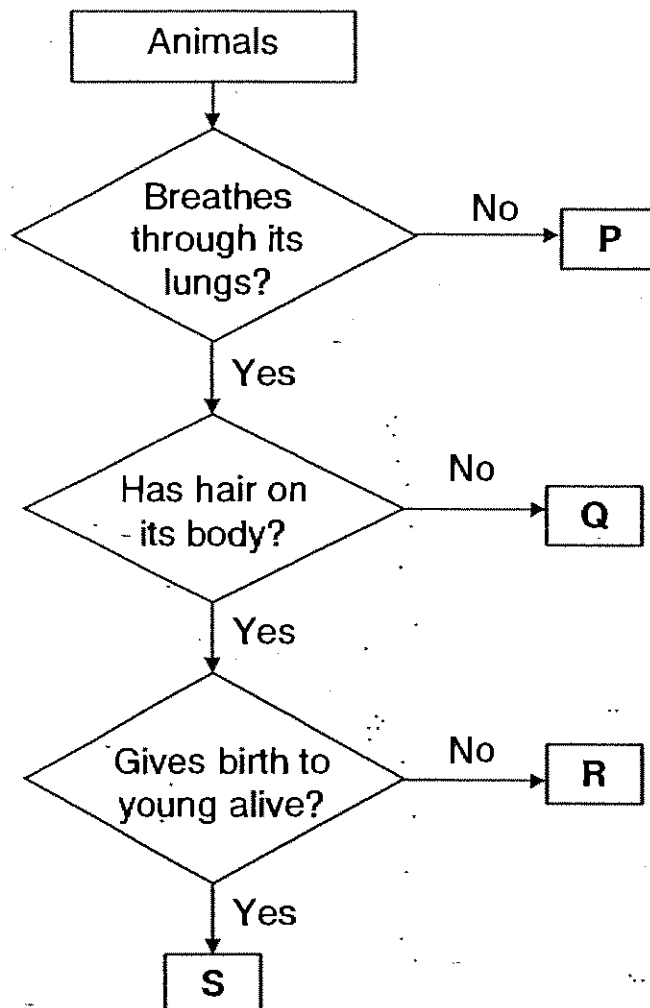 Animals
Breathes
through its
lungs?
No
P
Yes
Has hair on
its body?
No
Q
Yes
Gives birth to
young alive?
No
R
Yes
S